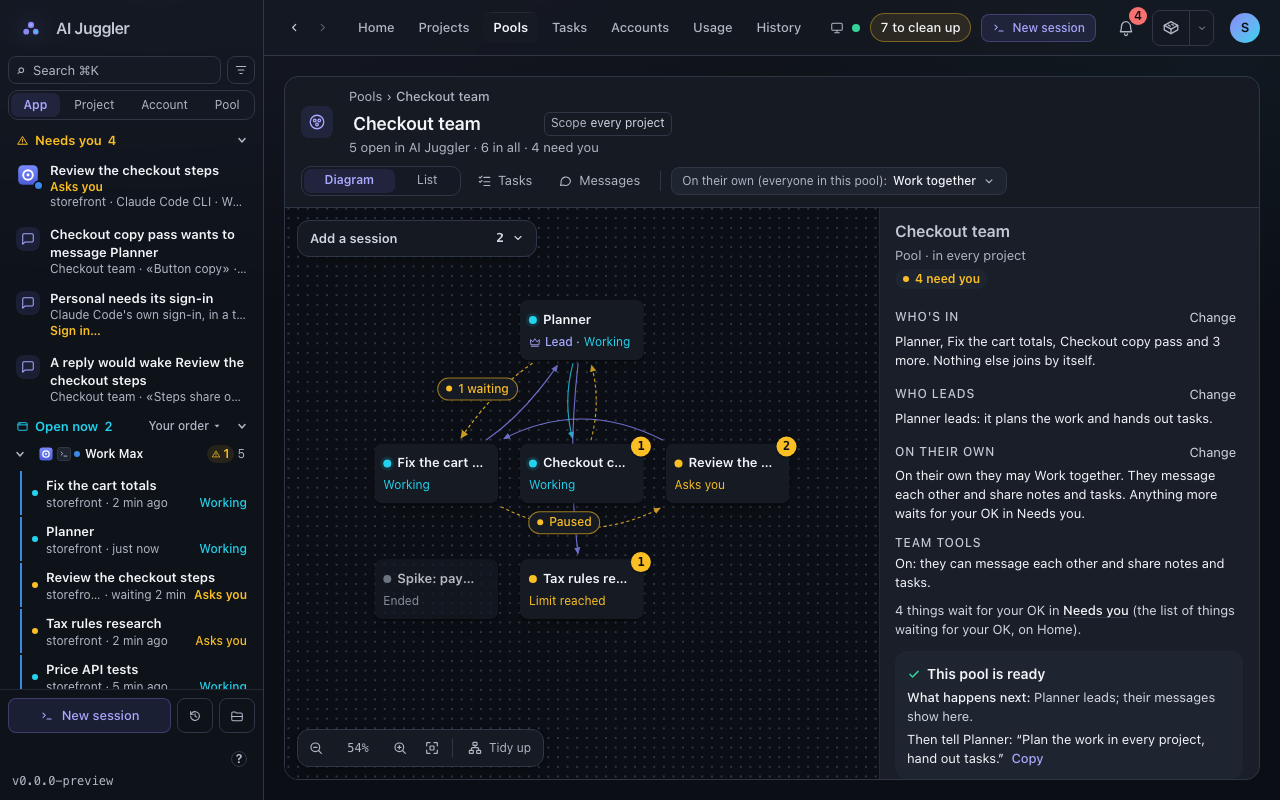 AI Juggler
Search ⌘K
App Project Account Pool
Needs you 4
Review the checkout steps
Asks you
storefront · Claude Code CLI · W...
Checkout copy pass wants to
message Planner
Checkout team · «Button copy» ·...
Personal needs its sign-in
Claude Code's own sign-in, in a t...
Sign in...
A reply would wake Review the
checkout steps
Checkout team · «Steps share o...
Open now 2 Your order
Work Max 1 5
Fix the cart totals
storefront · 2 min ago Working
Planner
storefront · just now Working
Review the checkout steps
storefro... · waiting 2 min Asks you
Tax rules research
storefront · 2 min ago Asks you
Price API tests
storefront · 5 min ago Working
New session
?
v0.0.0-preview
Home Projects Pools Tasks Accounts Usage History
7 to clean up
New session
4
S
Pools › Checkout team
Checkout team
Scope every project
5 open in AI Juggler · 6 in all · 4 need you
Diagram List Tasks Messages
On their own (everyone in this pool): Work together
Add a session 2
Planner
Lead · Working
1 waiting
1
2
Fix the cart ...
Working
Checkout c...
Working
Review the ...
Asks you
Paused
1
Spike: pay...
Ended
Tax rules re...
Limit reached
54%
Tidy up
Checkout team
Pool · in every project
4 need you
WHO'S IN Change
Planner, Fix the cart totals, Checkout copy pass and 3
more. Nothing else joins by itself.
WHO LEADS Change
Planner leads: it plans the work and hands out tasks.
ON THEIR OWN Change
On their own they may Work together. They message
each other and share notes and tasks. Anything more
waits for your OK in Needs you.
TEAM TOOLS
On: they can message each other and share notes and
tasks.
4 things wait for your OK in Needs you (the list of things
waiting for your OK, on Home).
This pool is ready
What happens next: Planner leads; their messages
show here.
Then tell Planner: “Plan the work in every project,
hand out tasks.” Copy